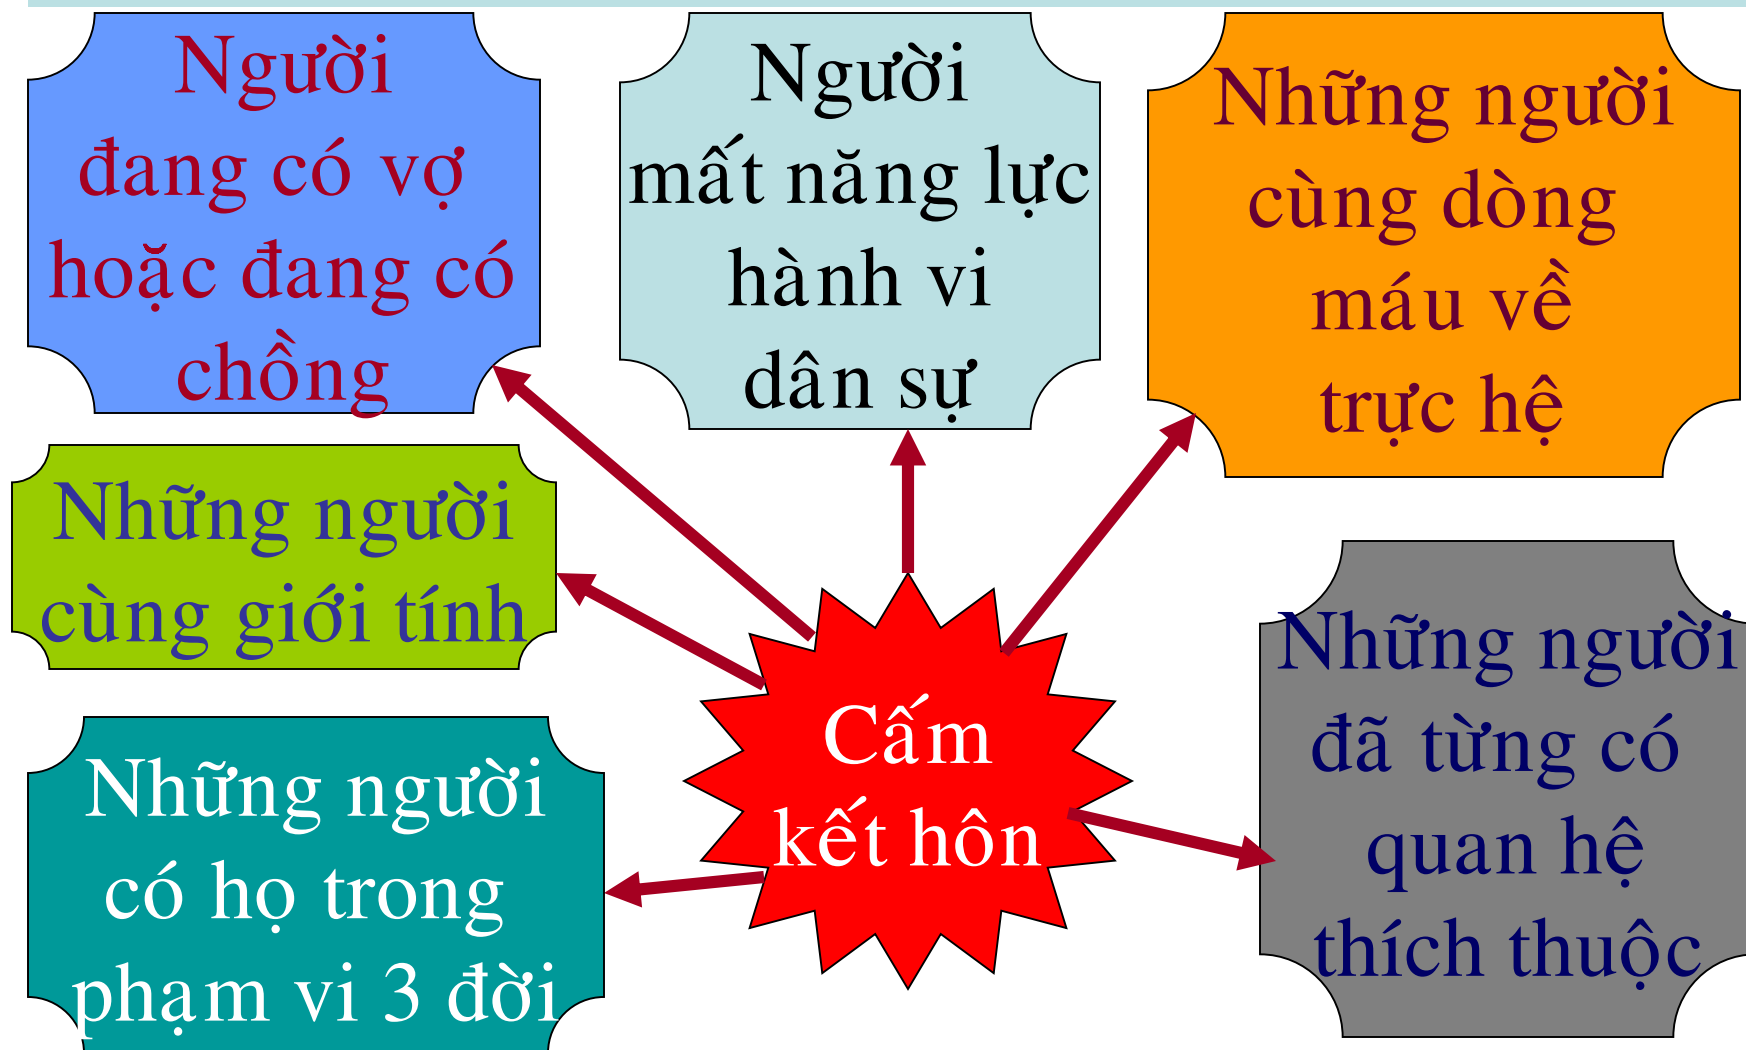 Người
đang có vợ
hoặc đang có
chồng
Người
mất năng lực
hành vi
dân sự
Những người
cùng dòng
máu về
trực hệ
Những người
cùng giới tính
Những người
đã từng có
quan hệ
thích thuộc
Cấm
kết hôn
Những người
có họ trong
phạm vi 3 đời